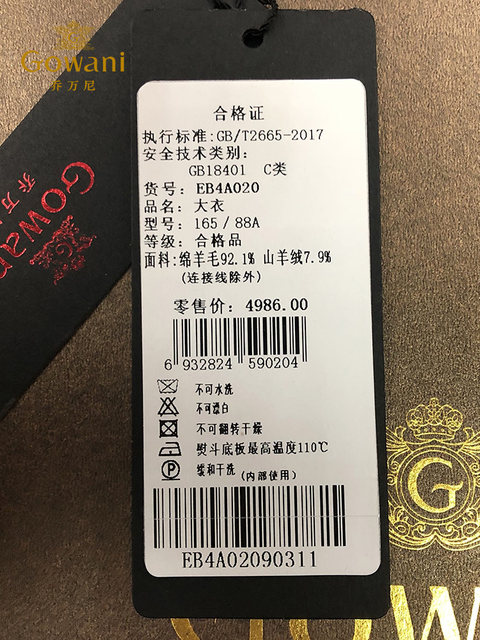 Gowani
乔万尼
合格证
执行标准:GB/T2665-2017
安全技术类别:
GB18401 C类
货号: EB4A020
品名: 大衣
型号: 165/88A
等级: 合格品
面料:绵羊毛92.1% 山羊绒7.9%
(连接线除外)
零售价: 4986.00
6 932824 590204
不可水洗
不可漂白
不可翻转干燥
熨斗底板最高温度110℃
P 缓和干洗 (内部使用)
EB4A02090311
乔万
Gowan
G
G
GOWA